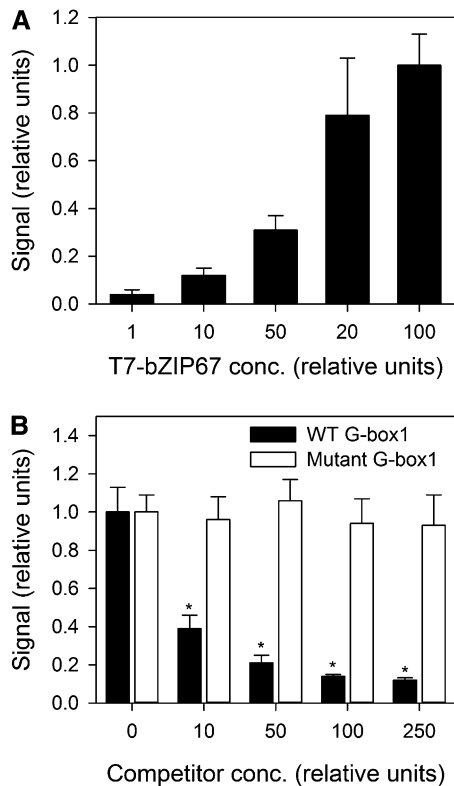 A
Signal (relative units)
1.2
1.0
0.8
0.6
0.4
0.2
0.0
1 10 50 20 100
T7-bZIP67 conc. (relative units)
B
Signal (relative units)
1.4
1.2
1.0
0.8
0.6
0.4
0.2
0.0
WT G-box1
Mutant G-box1
* * * *
0 10 50 100 250
Competitor conc. (relative units)